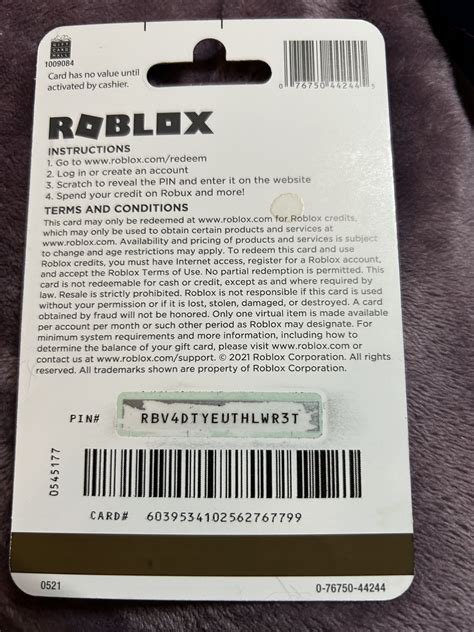 GIFT CARD MALL
1009084
Card has no value until
activated by cashier.
0 76750 44244 5
ROBLOX
INSTRUCTIONS
1. Go to www.roblox.com/redeem
2. Log in or create an account
3. Scratch to reveal the PIN and enter it on the website
4. Spend your credit on Robux and more!
TERMS AND CONDITIONS
This card may only be redeemed at www.roblox.com for Roblox credits,
which may only be used to obtain certain products and services at
www.roblox.com. Availability and pricing of products and services is subject
to change and age restrictions may apply. To redeem this card and use
Roblox credits, you must have Internet access, register for a Roblox account,
and accept the Roblox Terms of Use. No partial redemption is permitted. This
card is not redeemable for cash or credit, except as and where required by
law. Resale is strictly prohibited. Roblox is not responsible if this card is used
without your permission or if it is lost, stolen, damaged, or destroyed. A card
obtained by fraud will not be honored. Only one virtual item is made available
per account per month or such other period as Roblox may designate. For
minimum system requirements and more information, including how to
determine the balance of your gift card, please visit www.roblox.com or
contact us at www.roblox.com/support. © 2021 Roblox Corporation. All rights
reserved. All trademarks shown are property of Roblox Corporation.
PIN# RBV4DTYEUTHLWR3T
0545177
CARD# 6039534102562767799
0521 0-76750-44244